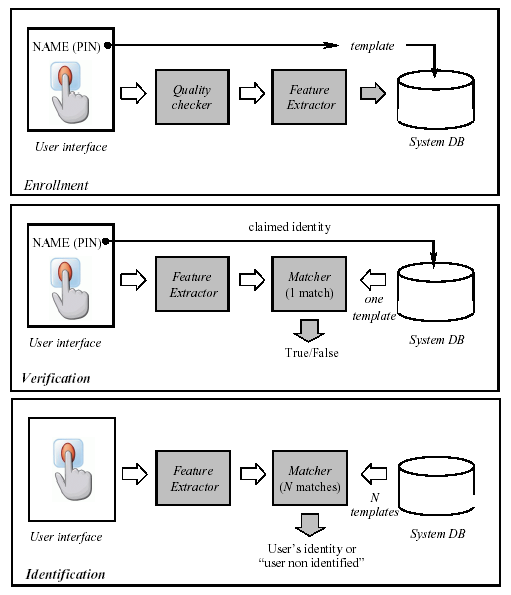 NAME (PIN)
template
Quality
checker
Feature
Extractor
User interface
System DB
Enrollment
claimed identity
NAME (PIN)
Feature
Extractor
Matcher
(1 match)
one
template
True/False
User interface
System DB
Verification
Feature
Extractor
Matcher
(N matches)
N
templates
User interface
System DB
User's identity or
“user non identified”
Identification